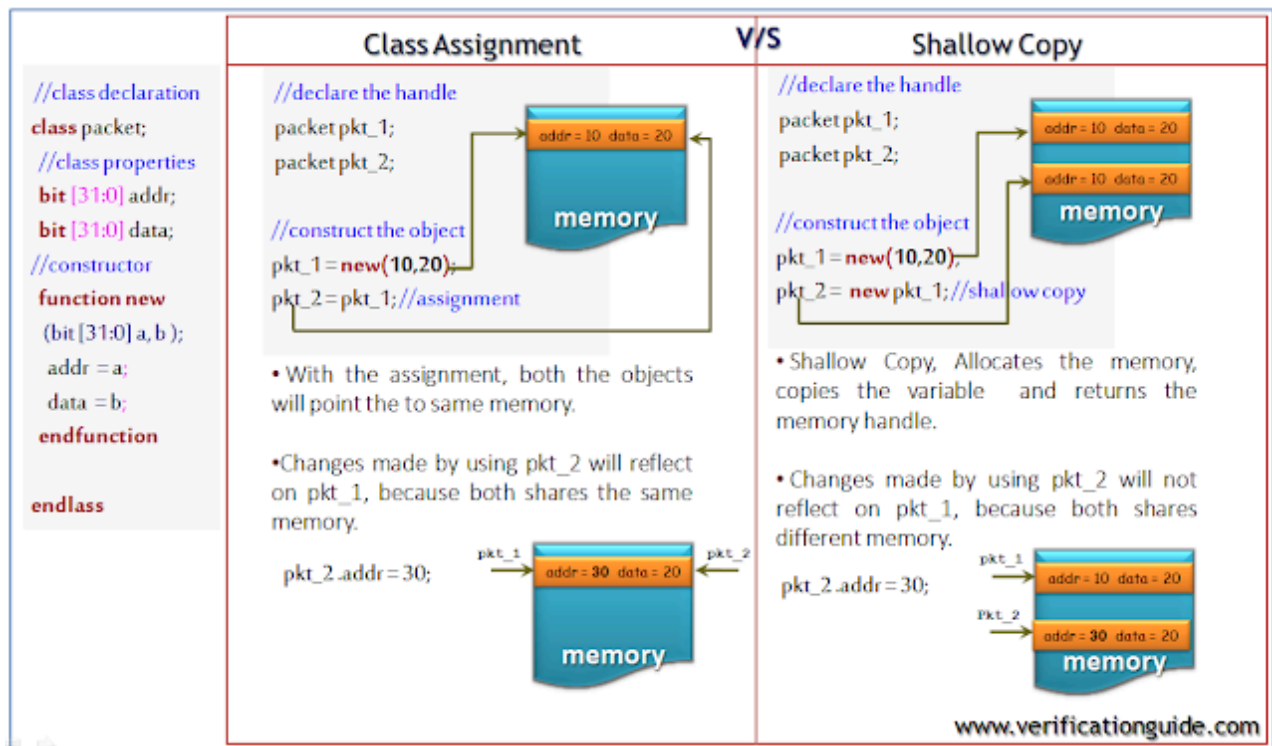 Class Assignment
V/S
Shallow Copy
//class declaration
class packet;
//class properties
bit [31:0] addr;
bit [31:0] data;
//constructor
function new
(bit [31:0] a, b );
addr = a;
data = b;
endfunction
endlass
//declare the handle
packet pkt_1;
packet pkt_2;
//construct the object
pkt_1 = new(10,20);
pkt_2 = pkt_1; //assignment
addr = 10 data = 20
memory
• With the assignment, both the objects
will point the to same memory.
•Changes made by using pkt_2 will reflect
on pkt_1, because both shares the same
memory.
pkt_2 .addr = 30;
pkt_1
addr = 30 data = 20
pkt_2
memory
//declare the handle
packet pkt_1;
packet pkt_2;
//construct the object
pkt_1 = new(10,20);
pkt_2 = new pkt_1; //shallow copy
addr = 10 data = 20
addr = 10 data = 20
memory
• Shallow Copy, Allocates the memory,
copies the variable and returns the
memory handle.
• Changes made by using pkt_2 will not
reflect on pkt_1, because both shares
different memory.
pkt_2 .addr = 30;
pkt_1
addr = 10 data = 20
Pkt_2
addr = 30 data = 20
memory
www.verificationguide.com